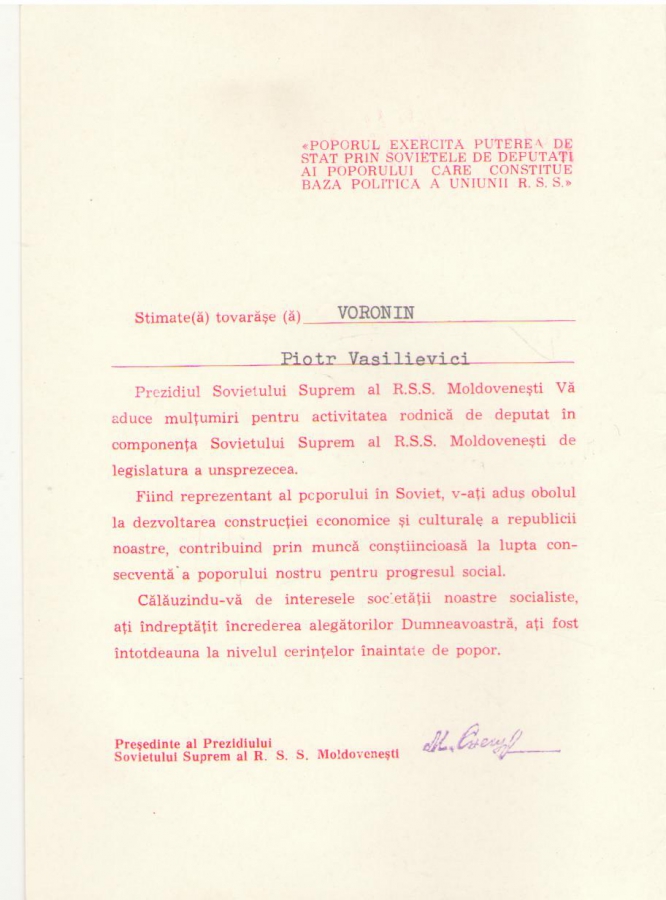 «POPORUL EXERCITA PUTEREA DE
STAT PRIN SOVIETELE DE DEPUTAȚI
AI POPORULUI CARE CONSTITUE
BAZA POLITICA A UNIUNII R. S. S.»
Stimate(ă) tovarășe (ă) VORONIN
Piotr Vasilievici
Prezidiul Sovietului Suprem al R.S.S. Moldovenești Vă
aduce mulțumiri pentru activitatea rodnică de deputat în
componența Sovietului Suprem al R.S.S. Moldovenești de
legislatura a unsprezecea.
Fiind reprezentant al poporului în Soviet, v-ați aduș obolul
la dezvoltarea construcției economice și culturale a republicii
noastre, contribuind prin muncă conștiincioasă la lupta con-
secventă a poporului nostru pentru progresul social.
Călăuzindu-vă de interesele societății noastre socialiste,
ați îndreptățit încrederea alegătorilor Dumneavoastră, ați fost
întotdeauna la nivelul cerințelor înaintate de popor.
Președinte al Prezidiului
Sovietului Suprem al R. S. S. Moldovenești